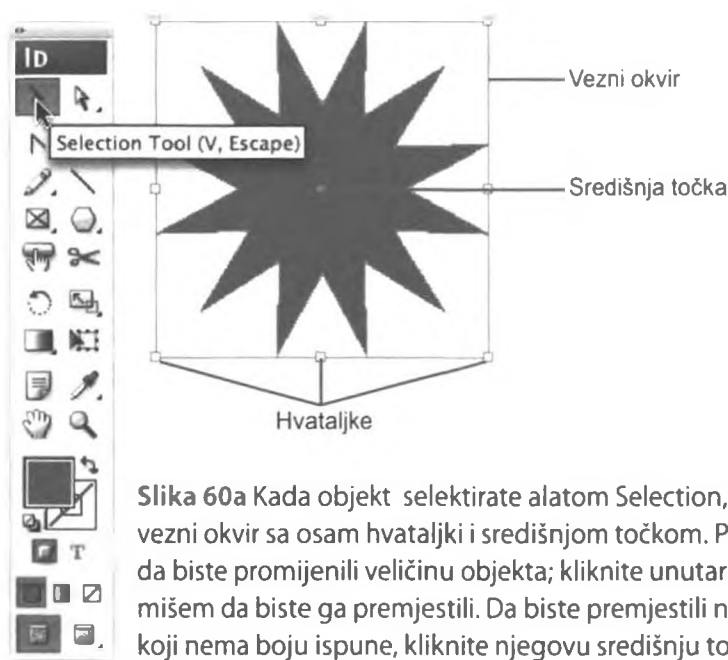 ID
Selection Tool (V, Escape)
T
Vezni okvir
Središnja točka
Hvataljke
Slika 60a Kada objekt selektirate alatom Selection,
vezni okvir sa osam hvataljki i središnjom točkom. P
da biste promijenili veličinu objekta; kliknite unutar
mišem da biste ga premjestili. Da biste premjestili n
koji nema boju ispune, kliknite njegovu središnju to